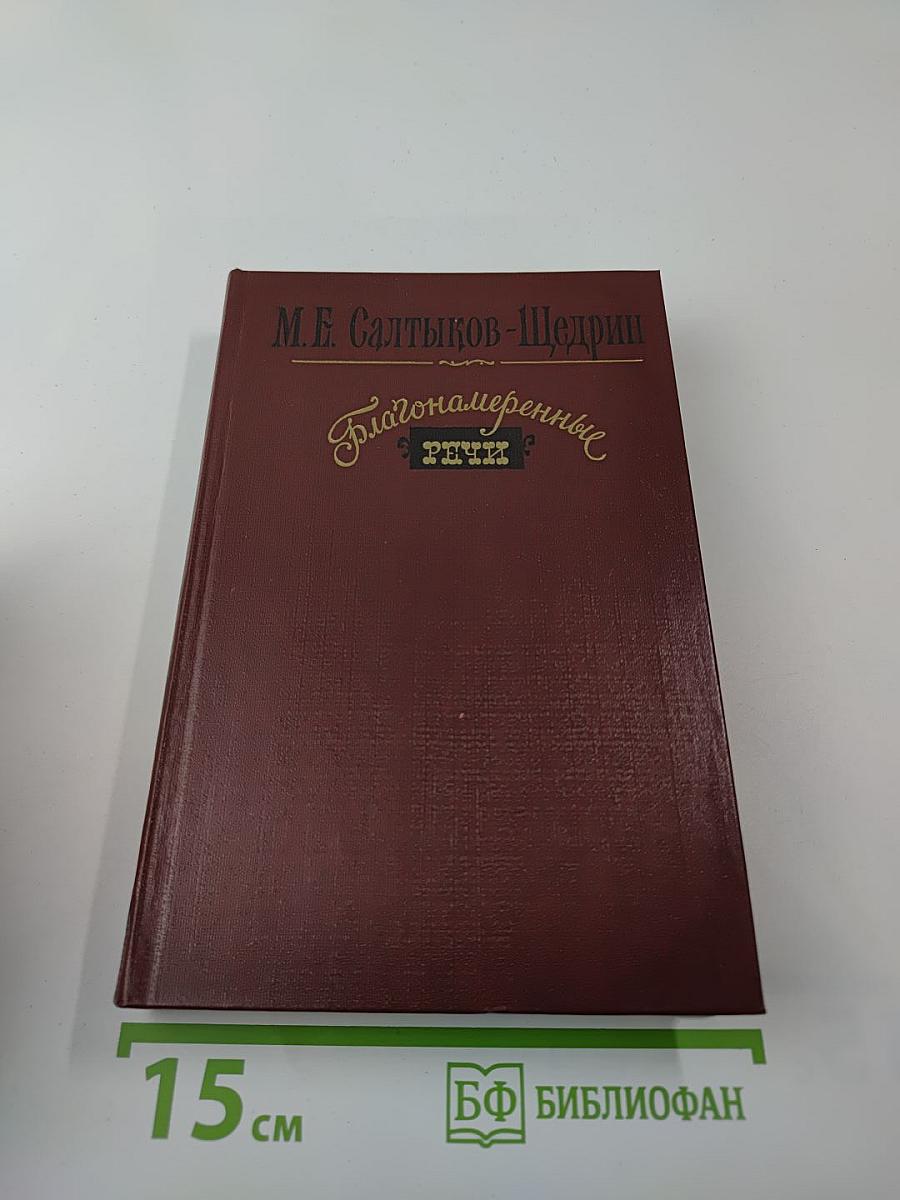 М.Е. Салтыков-Щедрин
Благонамеренные
РЕЧИ
15 см
БФ БИБЛИОФАН